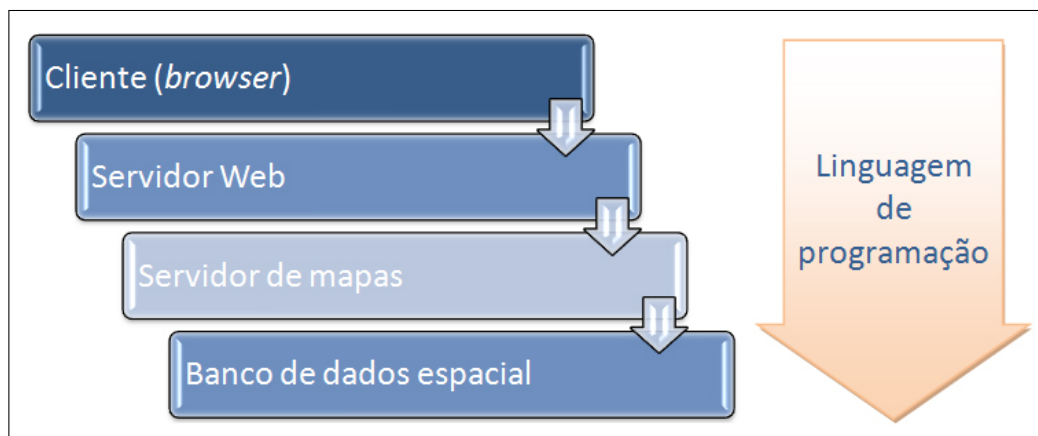 Cliente (browser)
Servidor Web
Servidor de mapas
Banco de dados espacial
Linguagem
de
programação